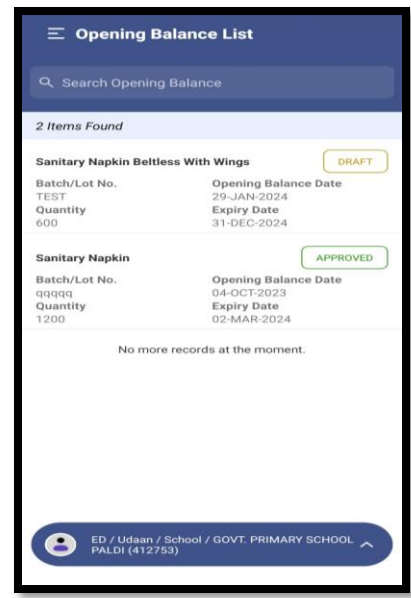 Opening Balance List
Search Opening Balance
2 Items Found
Sanitary Napkin Beltless With Wings DRAFT
Batch/Lot No. Opening Balance Date
TEST 29-JAN-2024
Quantity Expiry Date
600 31-DEC-2024
Sanitary Napkin APPROVED
Batch/Lot No. Opening Balance Date
qqqqq 04-OCT-2023
Quantity Expiry Date
1200 02-MAR-2024
No more records at the moment.
ED / Udaan / School / GOVT. PRIMARY SCHOOL
PALDI (412753)